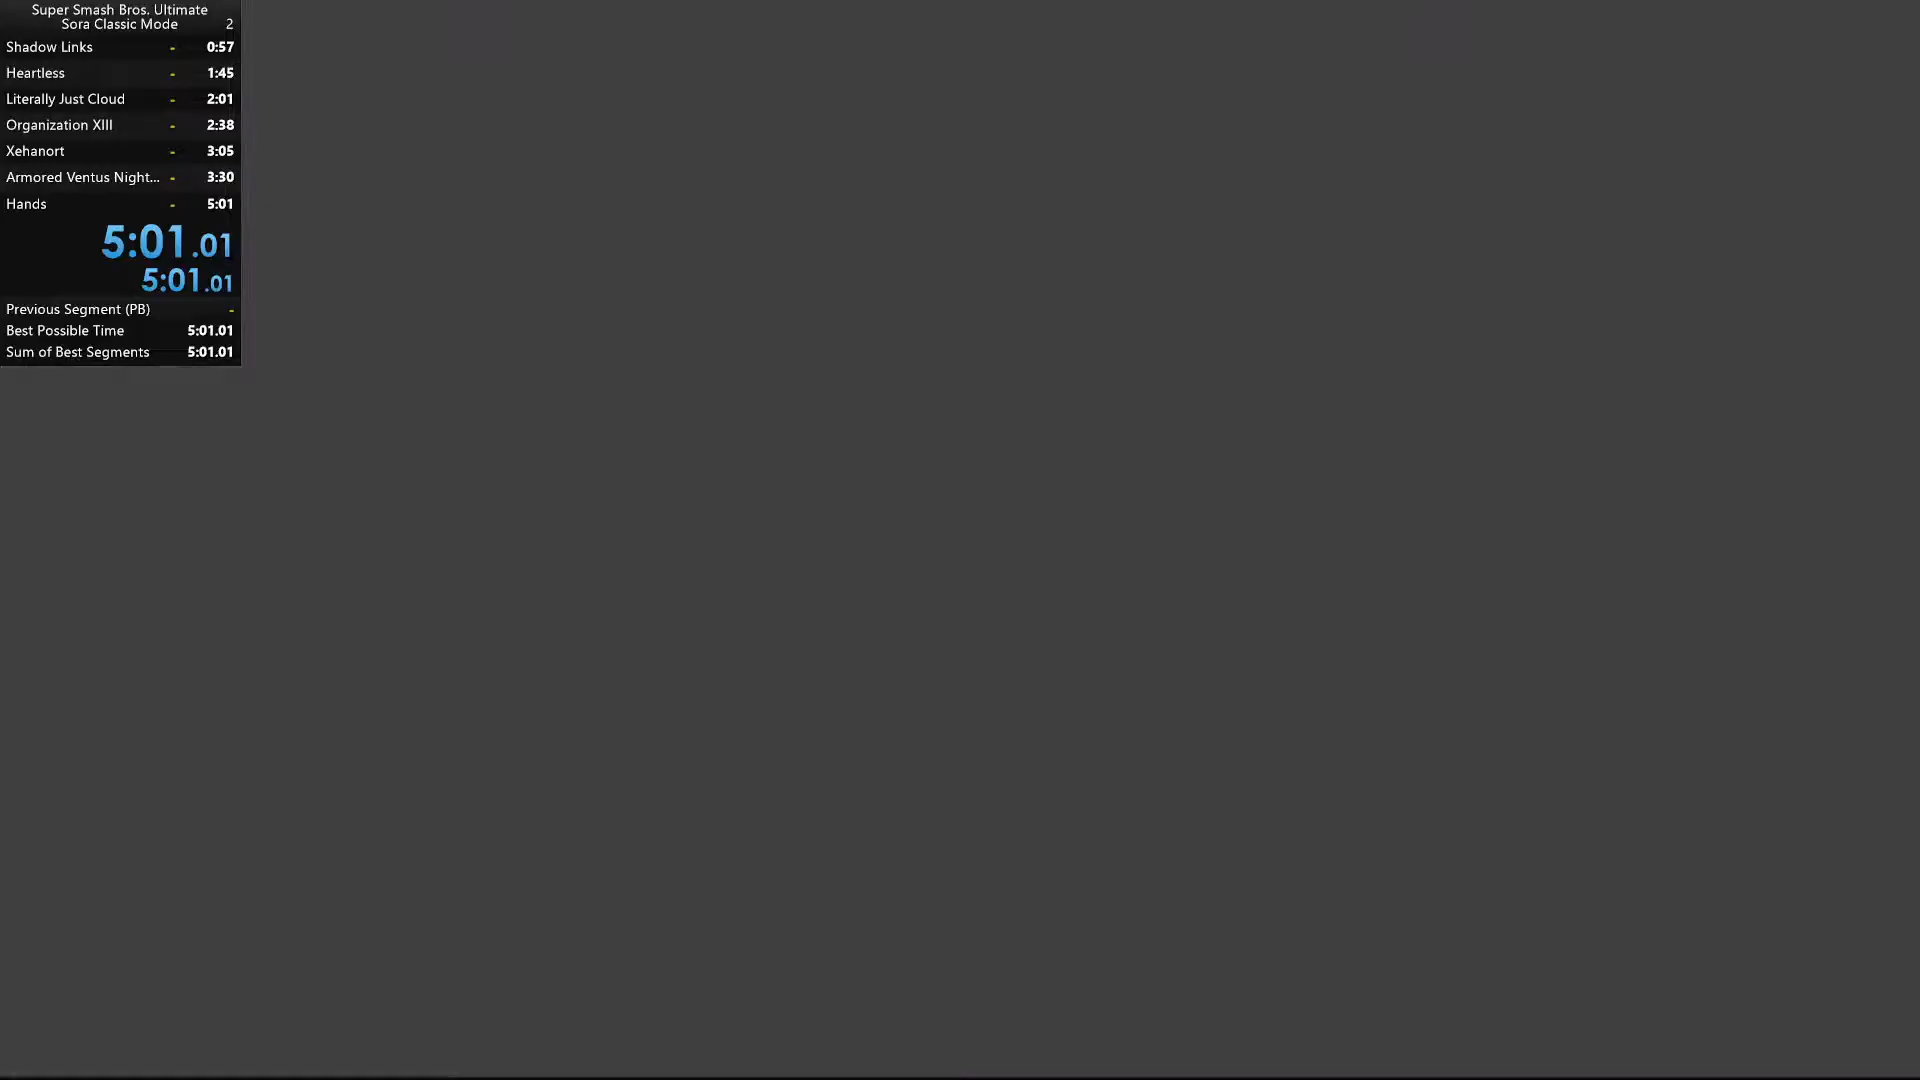 Super Smash Bros. Ultimate
Sora Classic Mode 2
Shadow Links - 0:57
Heartless - 1:45
Literally Just Cloud - 2:01
Organization XIII - 2:38
Xehanort - 3:05
Armored Ventus Night... - 3:30
Hands - 5:01
5:01.01
5:01.01
Previous Segment (PB) -
Best Possible Time 5:01.01
Sum of Best Segments 5:01.01